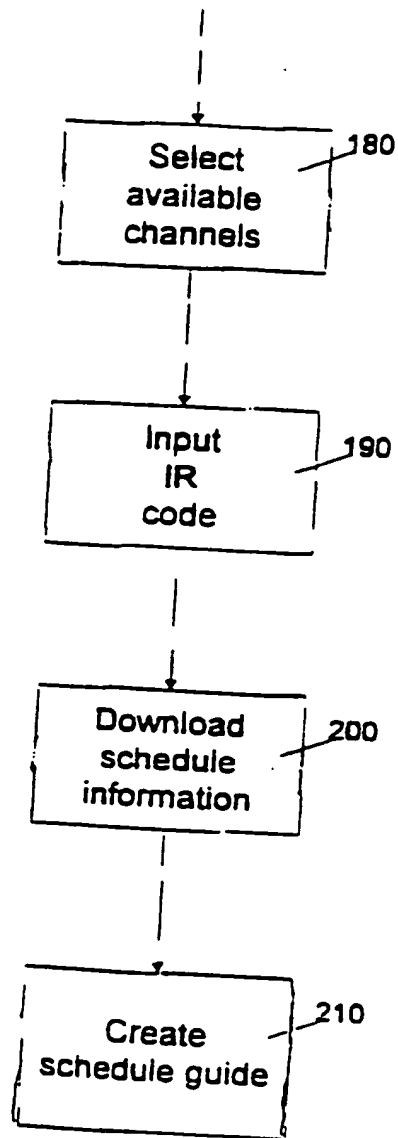 180
Select
available
channels
190
Input
IR
code
200
Download
schedule
information
210
Create
schedule guide